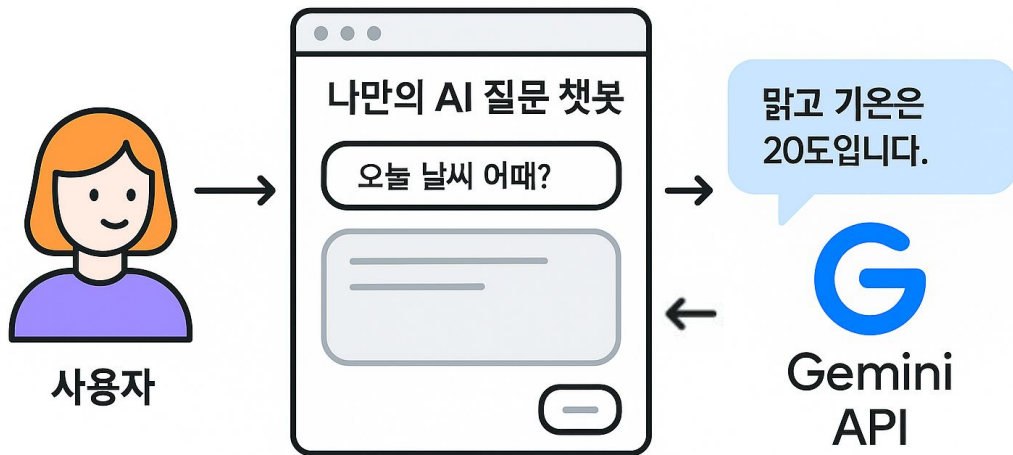 나만의 AI 질문 챗봇
오눌 날씨 어때?
맑고 기온은
20도입니다.
사용자
G
Gemini
API